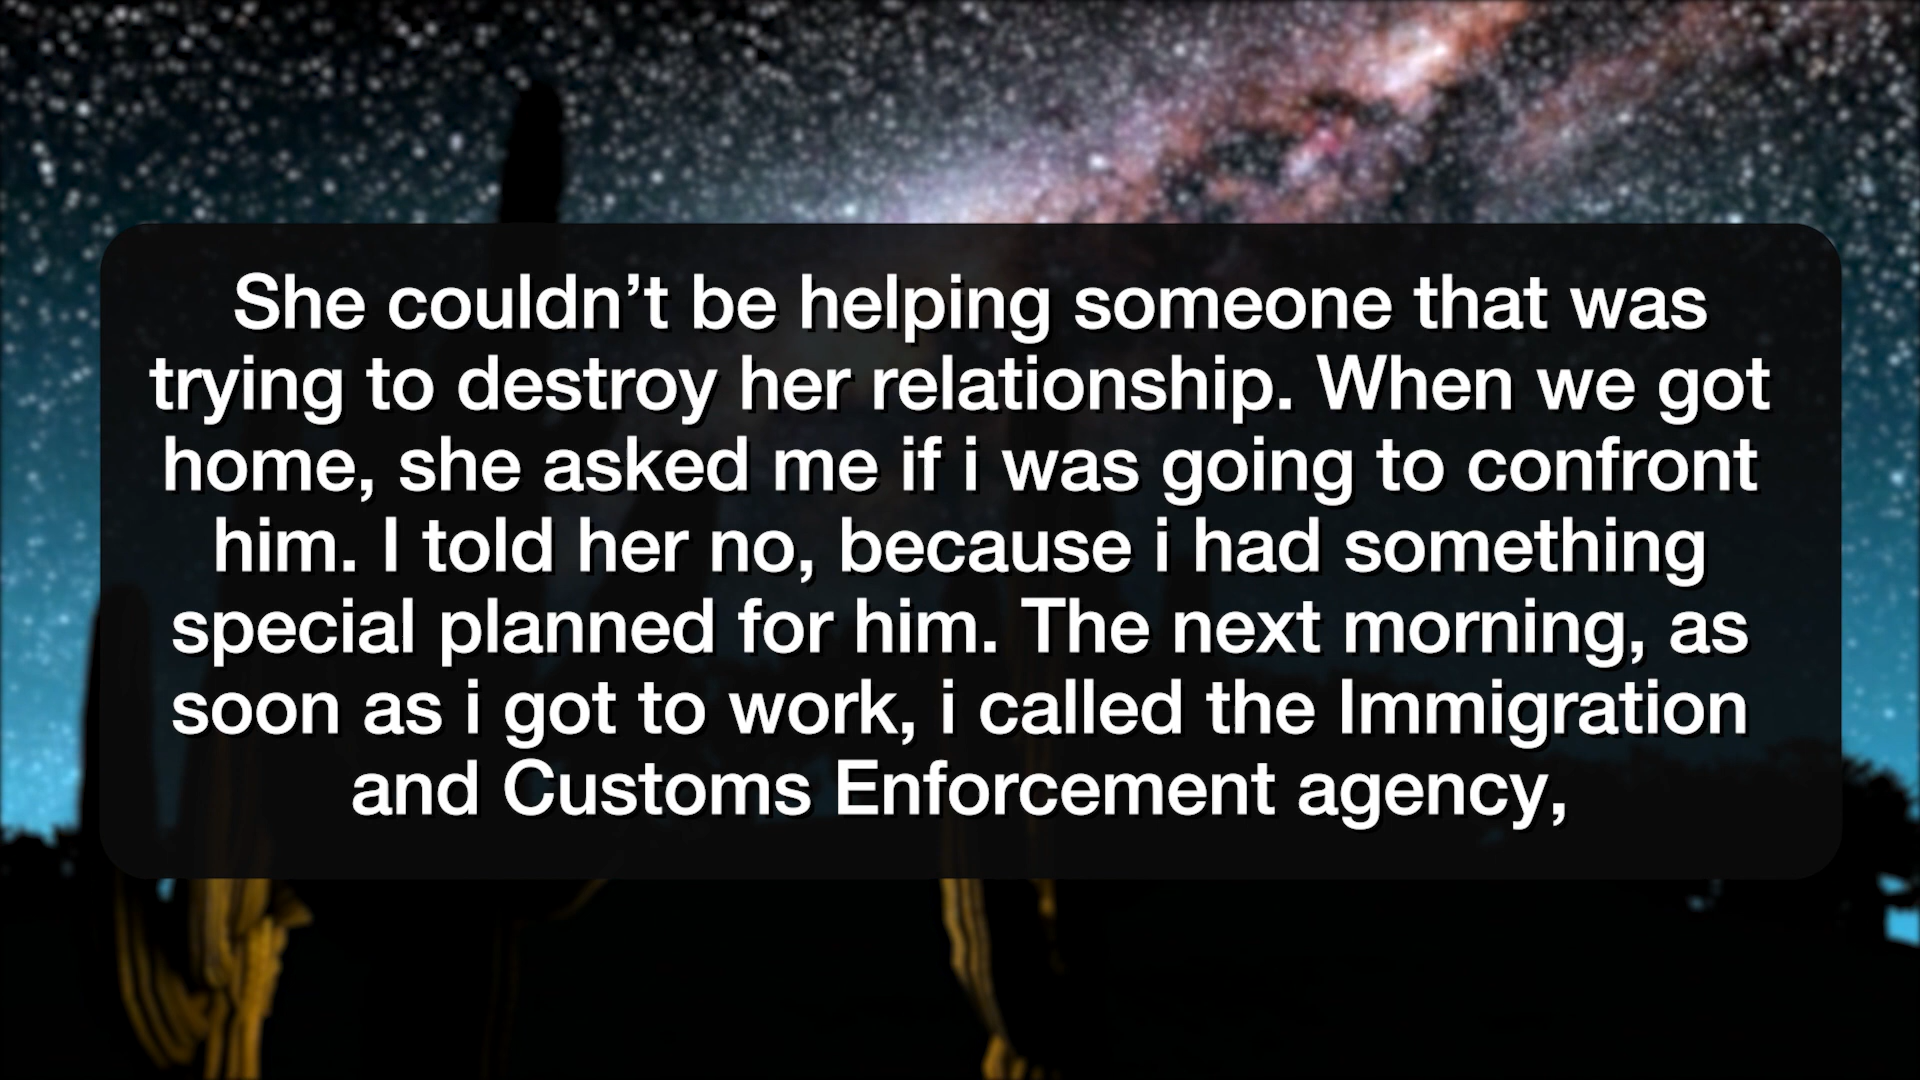 She couldn’t be helping someone that was
trying to destroy her relationship. When we got
home, she asked me if i was going to confront
him. I told her no, because i had something
special planned for him. The next morning, as
soon as i got to work, i called the Immigration
and Customs Enforcement agency,